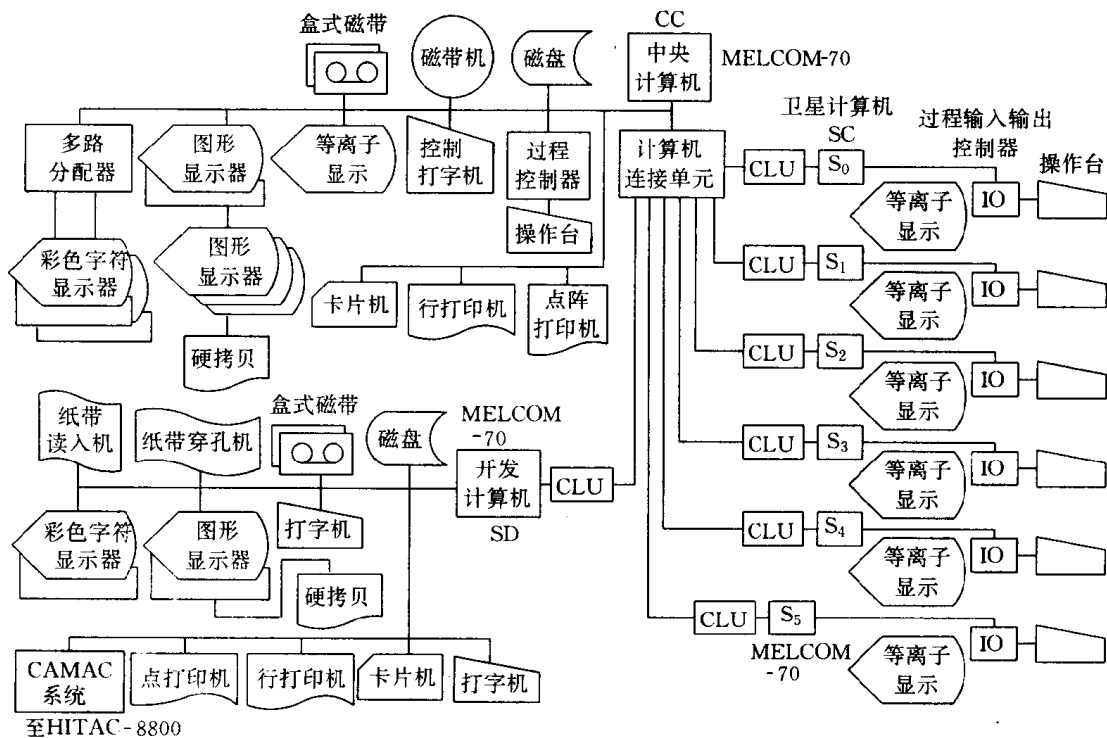 盒式磁带
磁带机
磁盘
CC
中央
计算机
MELCOM-70
多路
分配器
图形
显示器
等离子
显示
控制
打字机
过程
控制器
操作台
计算机
连接单元
卫星计算机
SC
过程输入输出
控制器
操作台
CLU
S₀
IO
等离子
显示
彩色字符
显示器
图形
显示器
硬拷贝
卡片机
行打印机
点阵
打印机
CLU
S₁
IO
等离子
显示
CLU
S₂
IO
等离子
显示
纸带
读入机
纸带穿孔机
盒式磁带
磁盘
MELCOM
-70
开发
计算机
SD
CLU
CLU
S₃
IO
等离子
显示
彩色字符
显示器
图形
显示器
打字机
硬拷贝
CLU
S₄
IO
等离子
显示
CLU
S₅
MELCOM
-70
IO
等离子
显示
CAMAC
系统
点打印机
行打印机
卡片机
打字机
至HITAC-8800